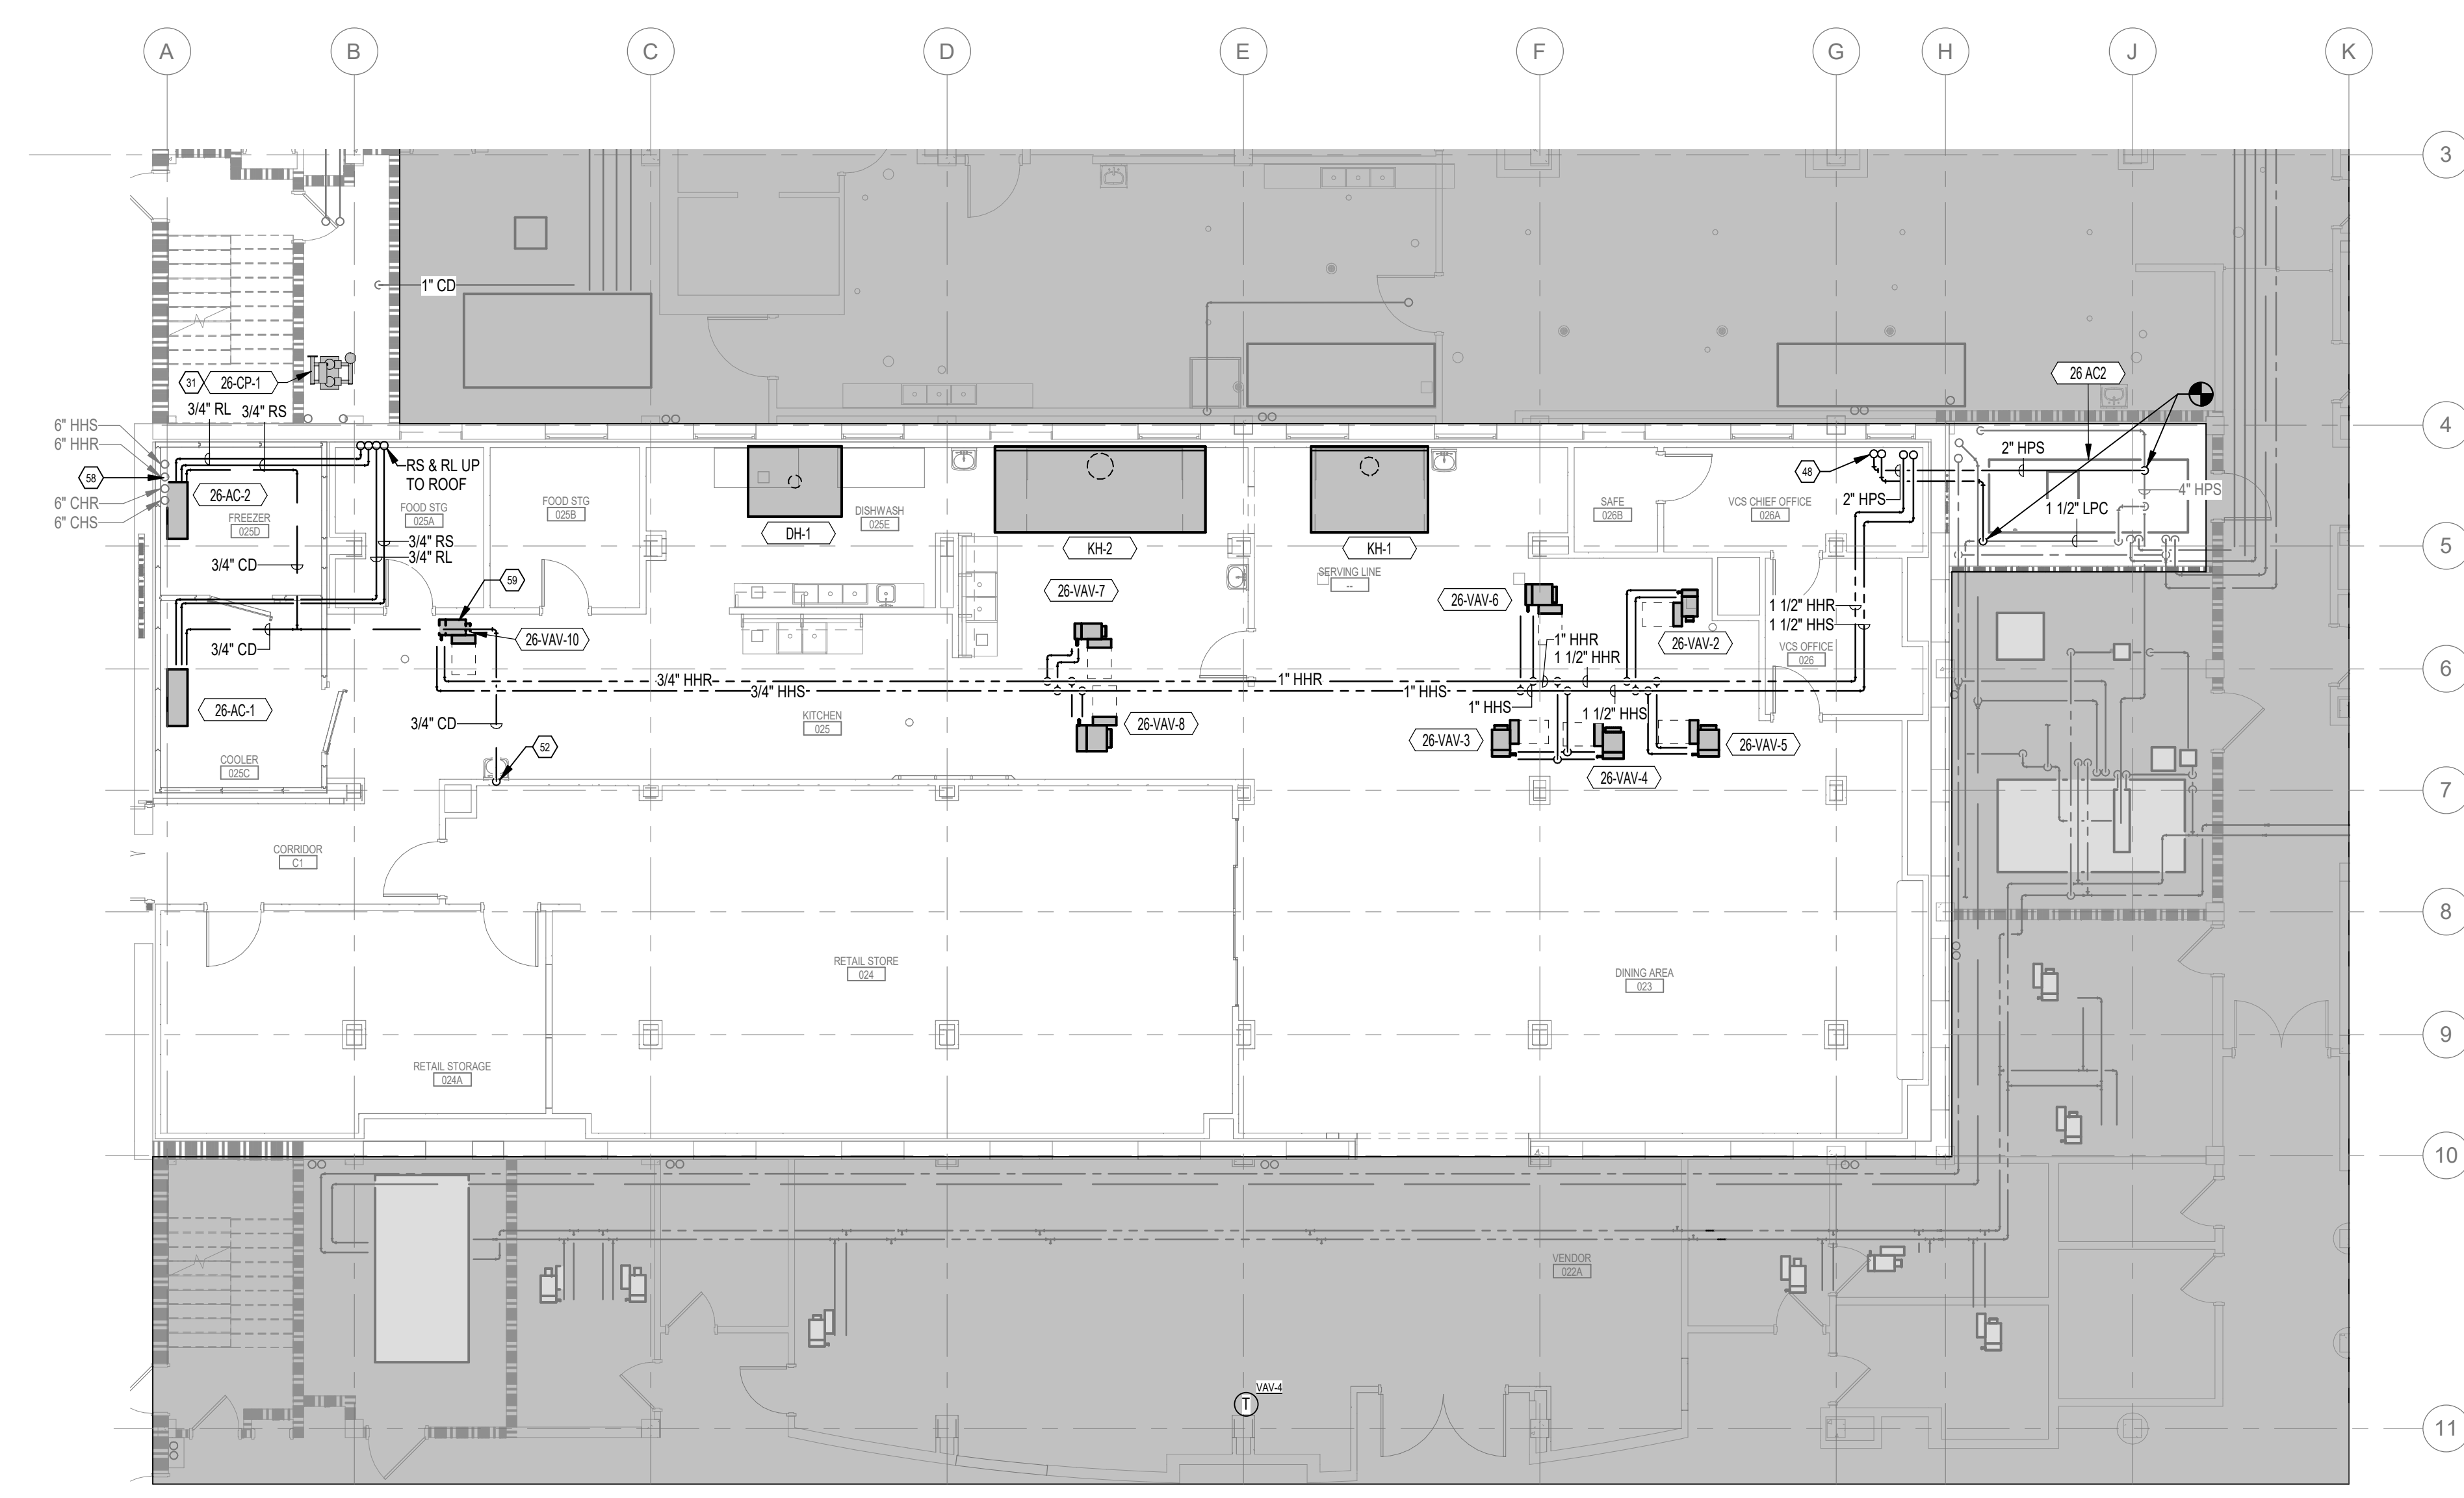 A
B
C
D
E
F
G
H
J
K
3
1" CD
31
26-CP-1
26 AC2
3/4" RL
3/4" RS
6" HHS
6" HHR
58
6" CHR
6" CHS
4
RS & RL UP
TO ROOF
26-AC-2
FREEZER
025D
FOOD STG
025A
FOOD STG
025B
DISHWASH
025E
DH-1
KH-2
KH-1
SAFE
026B
VCS CHIEF OFFICE
026A
48
2" HPS
2" HPS
4" HPS
1 1/2" LPC
3/4" RS
3/4" RL
3/4" CD
5
59
26-VAV-10
26-VAV-7
SERVING LINE
--
26-VAV-6
26-VAV-2
1 1/2" HHR
1 1/2" HHS
VCS OFFICE
026
3/4" CD
1" HHR
1 1/2" HHR
6
3/4" HHR
3/4" HHS
1" HHR
1" HHS
1" HHS
1 1/2" HHS
26-AC-1
3/4" CD
KITCHEN
025
26-VAV-8
26-VAV-3
26-VAV-4
26-VAV-5
52
COOLER
025C
7
CORRIDOR
C1
8
RETAIL STORE
024
DINING AREA
023
9
RETAIL STORAGE
024A
10
VENDOR
022A
VAV-4
T
11